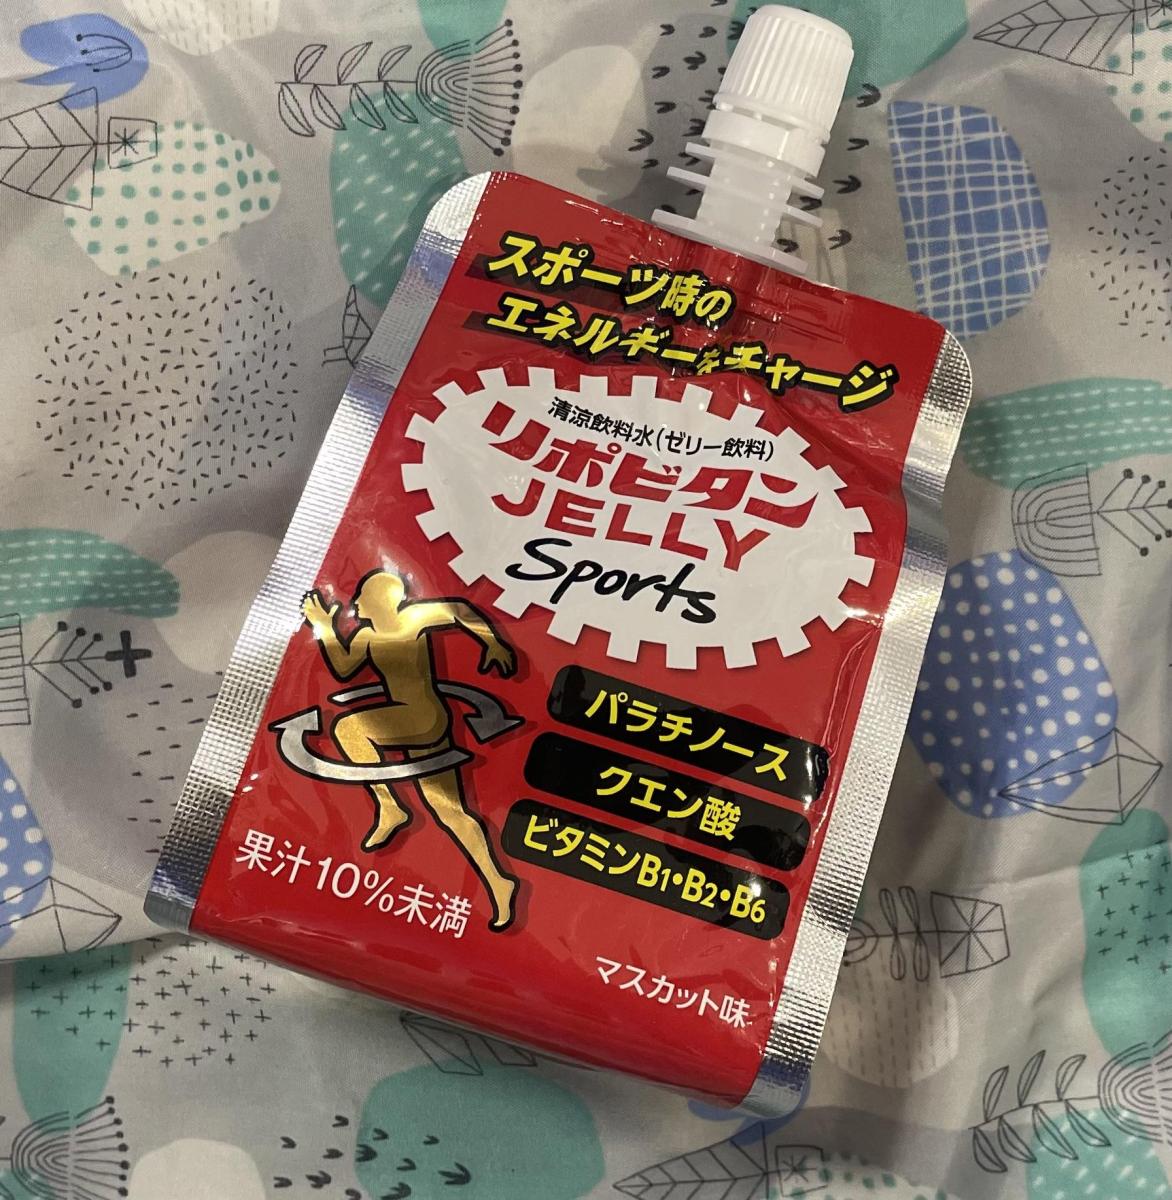 スポーツ時の
エネルギーをチャージ
清涼飲料水(ゼリー飲料)
リポビタン
JELLY
Sports
パラチノース
クエン酸
ビタミンB1・B2・B6
果汁10%未満
マスカット味